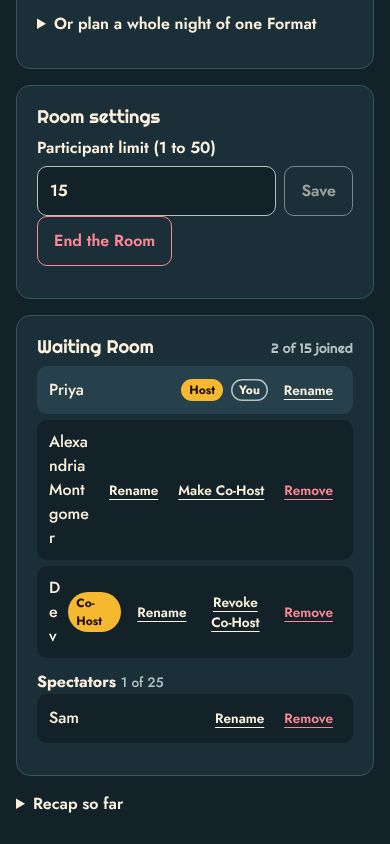 Or plan a whole night of one Format
Room settings
Participant limit (1 to 50)
15 Save
End the Room
Waiting Room 2 of 15 joined
Priya Host You Rename
Alexa
ndria
Mont Rename Make Co-Host Remove
gome
r
D
e Co-Host Rename Revoke Co-Host Remove
v
Spectators 1 of 25
Sam Rename Remove
Recap so far